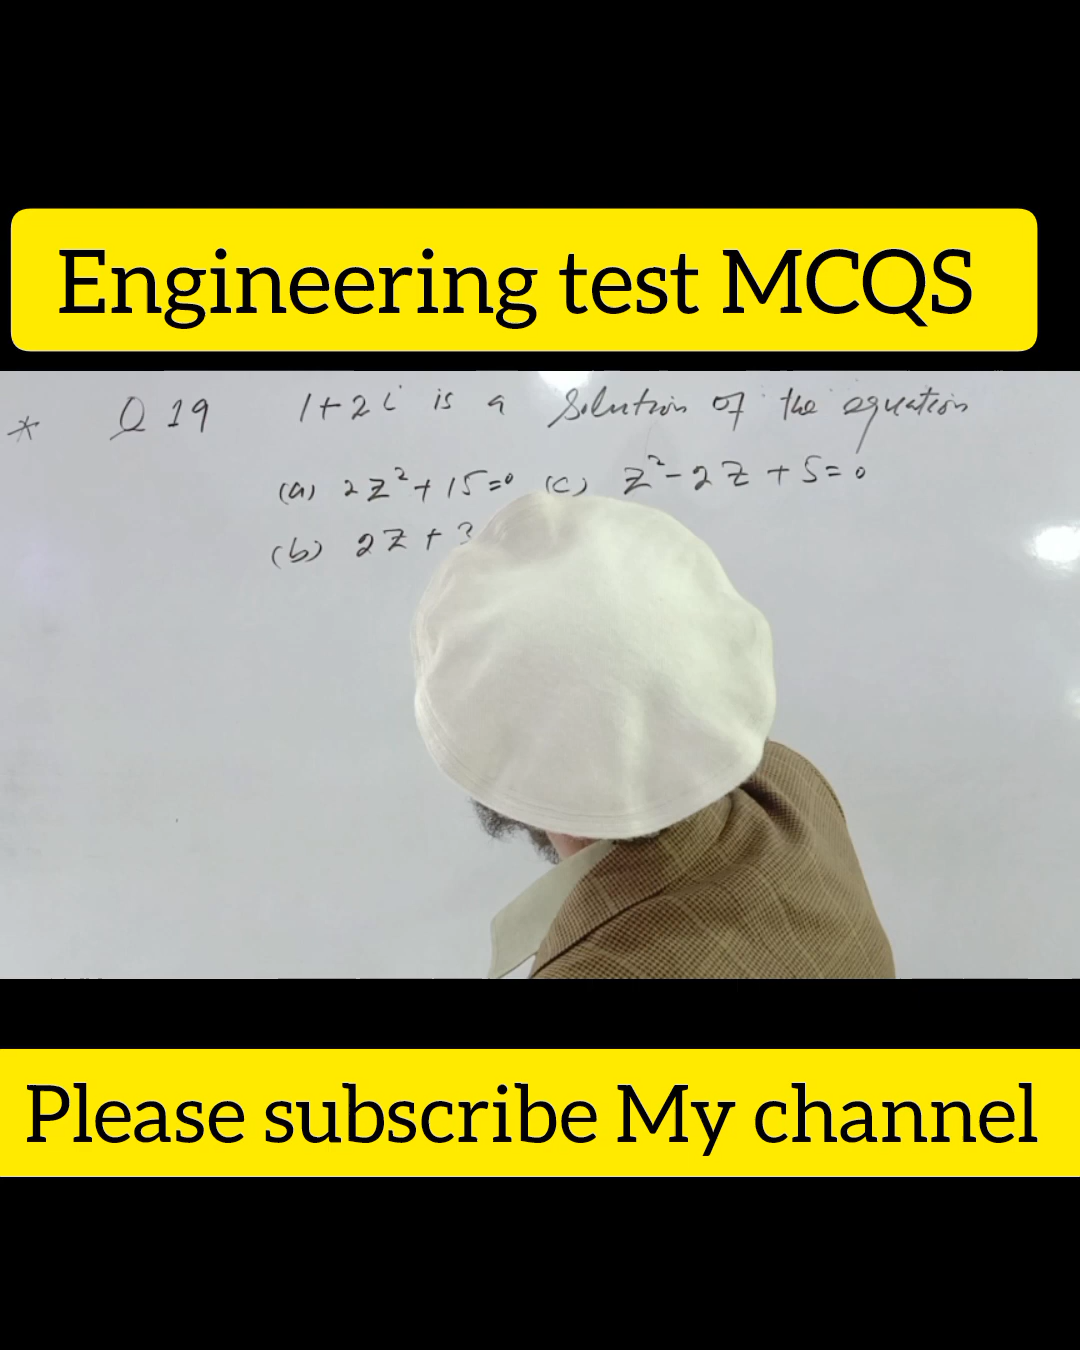 Engineering test MCQS
* Q 19 1+2i is a Solution of the equation
(a) 2z²+15=0 (c) z²-2z+5=0
(b) 2z+3
Please subscribe My channel